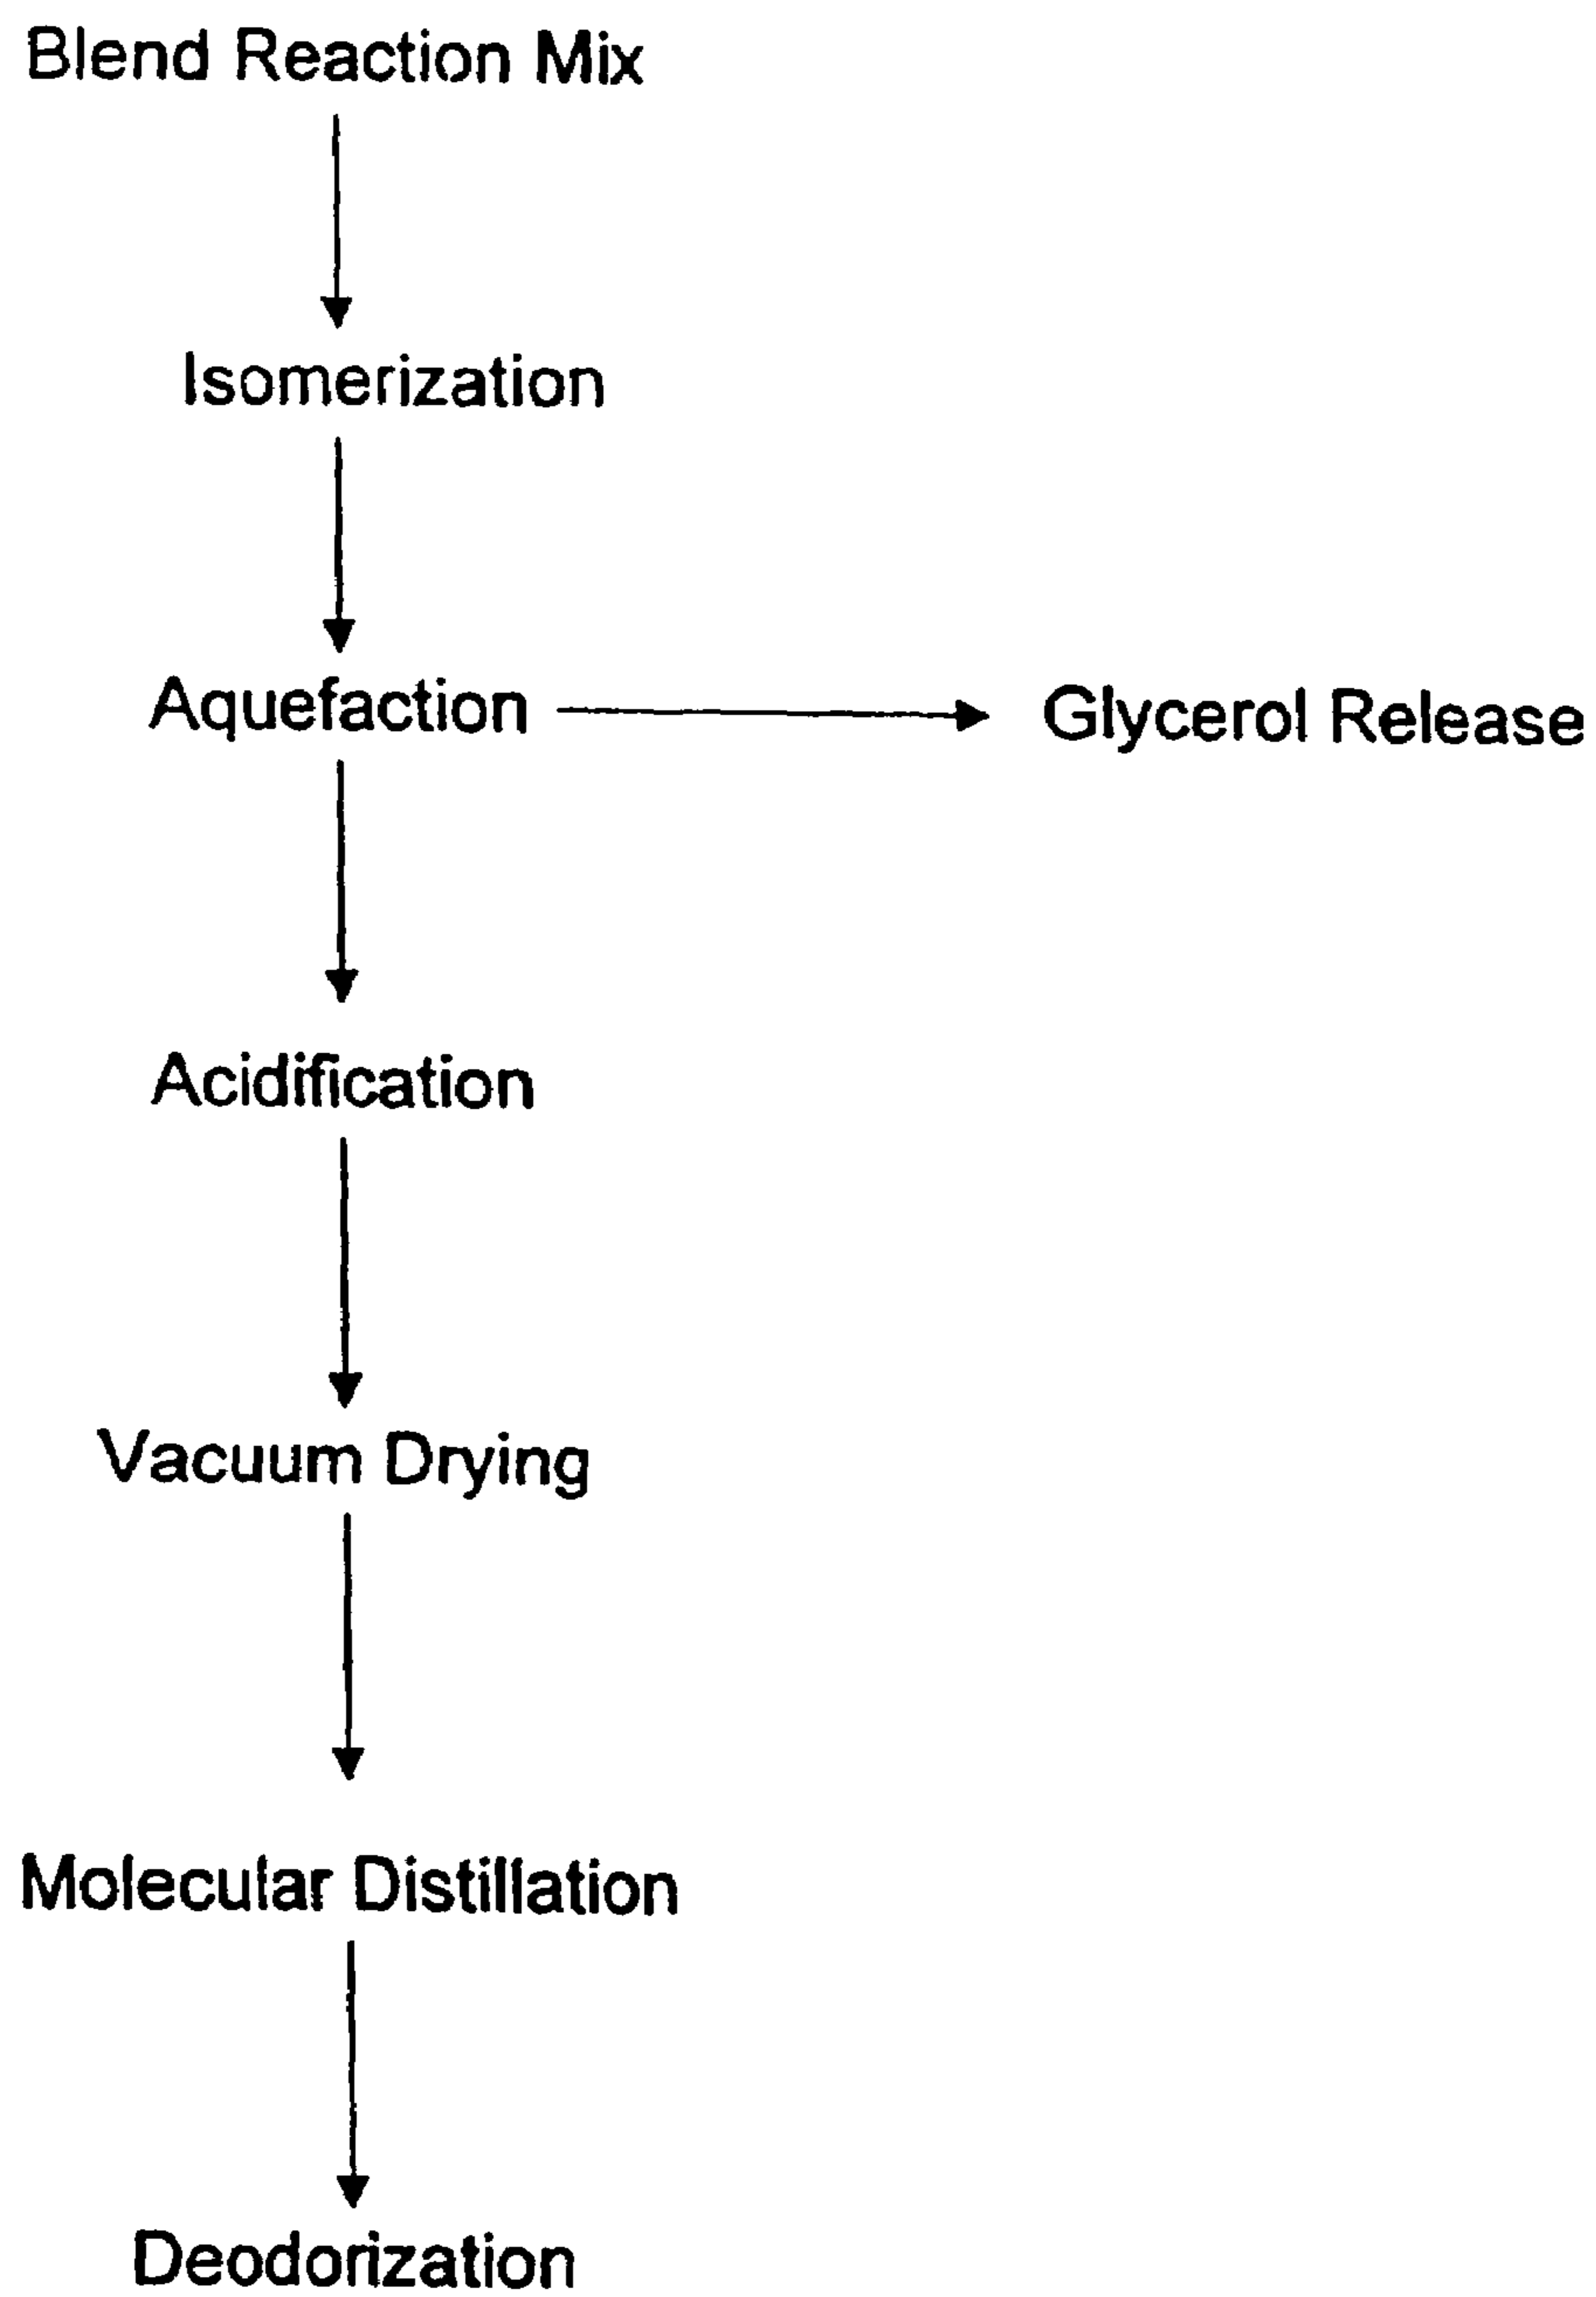 Blend Reaction Mix
Isomerization
Aquefaction
Glycerol Release
Acidification
Vacuum Drying
Molecular Distillation
Deodorization